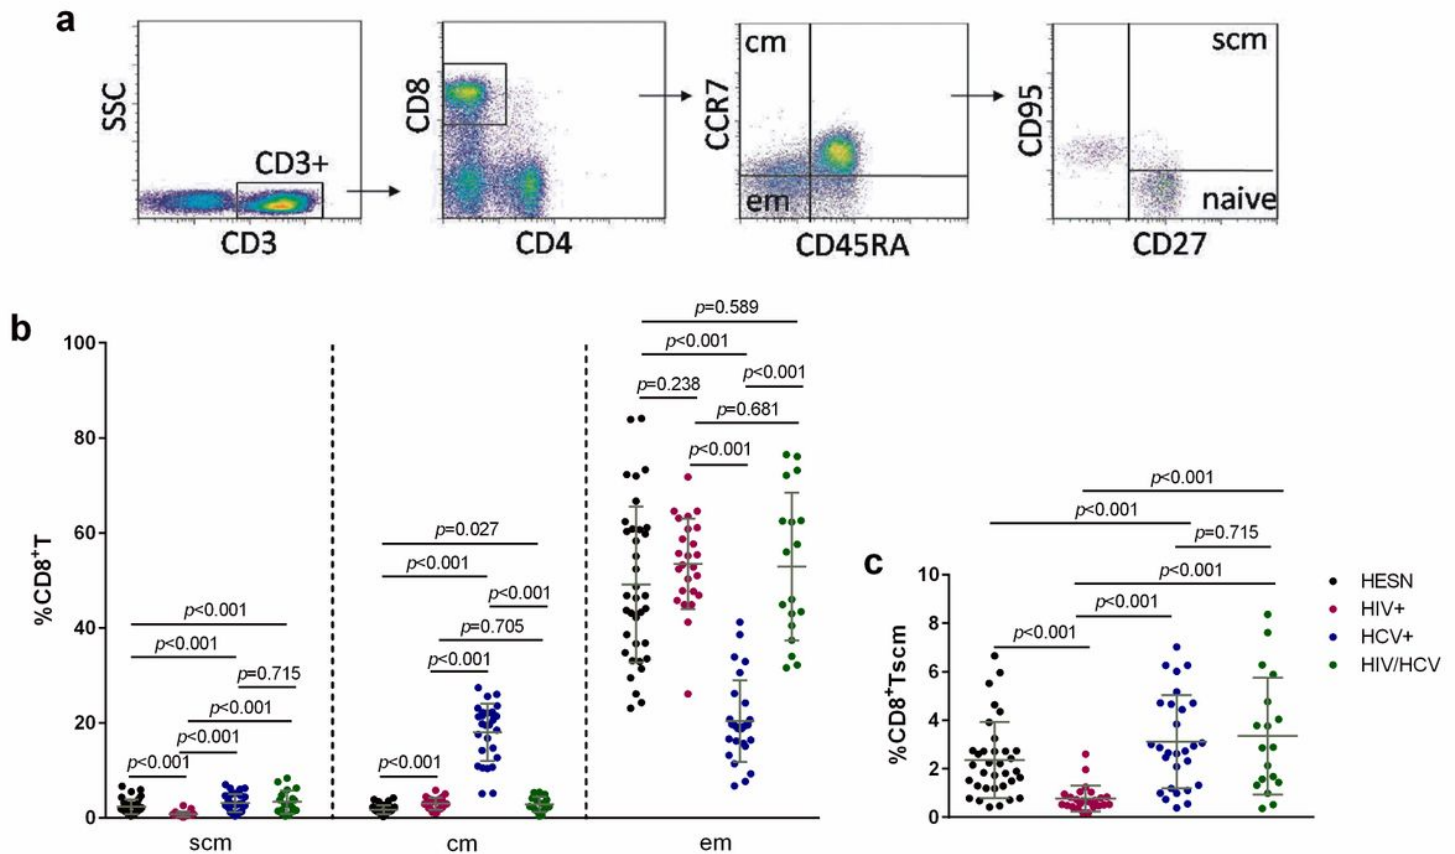 a
SSC
CD3+
CD3
CD8
CD4
CCR7
cm
em
CD45RA
CD95
scm
naive
CD27
b
%CD8+T
100
80
60
40
20
0
p<0.001
p<0.001
p=0.715
p<0.001
p<0.001
p<0.001
scm
p=0.027
p<0.001
p<0.001
p=0.705
p<0.001
p<0.001
cm
p=0.589
p<0.001
p<0.001
p=0.238
p=0.681
p<0.001
em
c
%CD8+Tscm
10
8
6
4
2
0
p<0.001
p<0.001
p=0.715
p<0.001
p<0.001
p<0.001
HESN
HIV+
HCV+
HIV/HCV